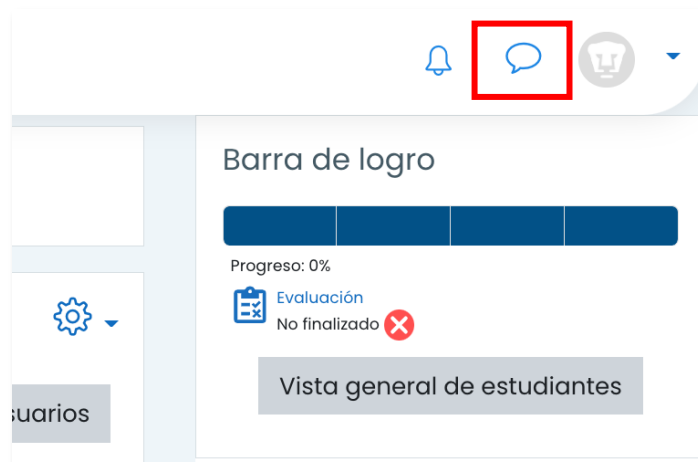 Barra de logro
Progreso: 0%
Evaluación
No finalizado
Vista general de estudiantes
suarios